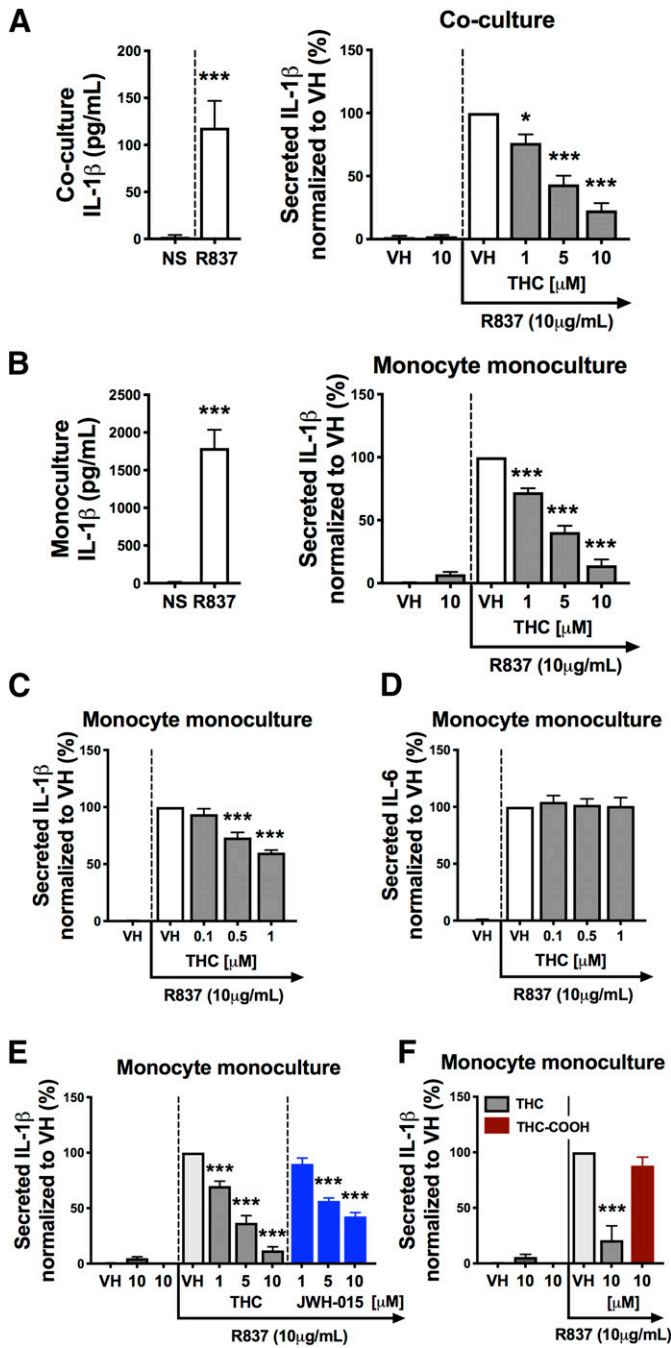 A
Co-culture
IL-1β (pg/mL)
200
150
100
50
0
***
NS R837
Co-culture
Secreted IL-1β
normalized to VH (%)
150
100
50
0
*
***
***
VH 10 VH 1 5 10
THC [μM]
R837 (10μg/mL)
B
Monoculture
IL-1β (pg/mL)
2500
2000
1500
1000
500
0
***
NS R837
Monocyte monoculture
Secreted IL-1β
normalized to VH (%)
150
100
50
0
***
***
***
VH 10 VH 1 5 10
THC [μM]
R837 (10μg/mL)
C
Monocyte monoculture
Secreted IL-1β
normalized to VH (%)
150
100
50
0
***
***
VH VH 0.1 0.5 1
THC [μM]
R837 (10μg/mL)
D
Monocyte monoculture
Secreted IL-6
normalized to VH (%)
150
100
50
0
VH VH 0.1 0.5 1
THC [μM]
R837 (10μg/mL)
E
Monocyte monoculture
Secreted IL-1β
normalized to VH (%)
150
100
50
0
***
***
***
***
***
VH 10 10 VH 1 5 10 1 5 10
THC JWH-015 [μM]
R837 (10μg/mL)
F
Monocyte monoculture
Secreted IL-1β
normalized to VH (%)
150
100
50
0
THC
THC-COOH
***
VH 10 10 VH 10 10
[μM]
R837 (10μg/mL)